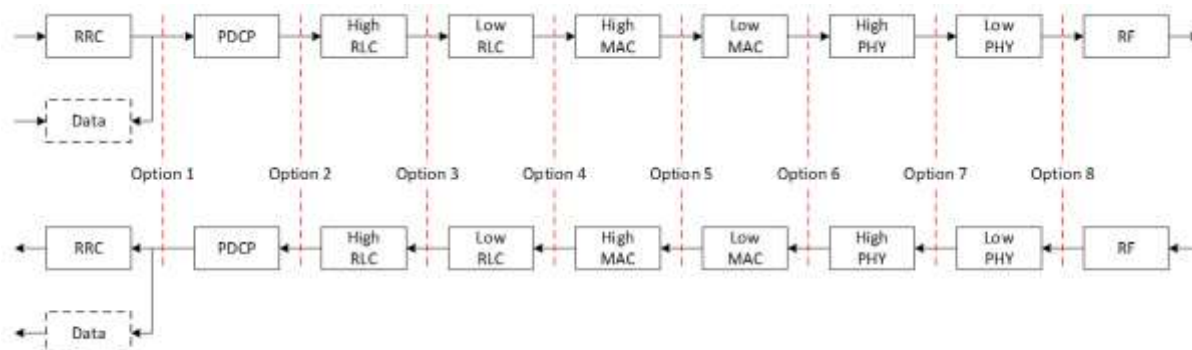 RRC
PDCP
High
RLC
Low
RLC
High
MAC
Low
MAC
High
PHY
Low
PHY
RF
Data
Option 1
Option 2
Option 3
Option 4
Option 5
Option 6
Option 7
Option 8
RRC
PDCP
High
RLC
Low
RLC
High
MAC
Low
MAC
High
PHY
Low
PHY
RF
Data